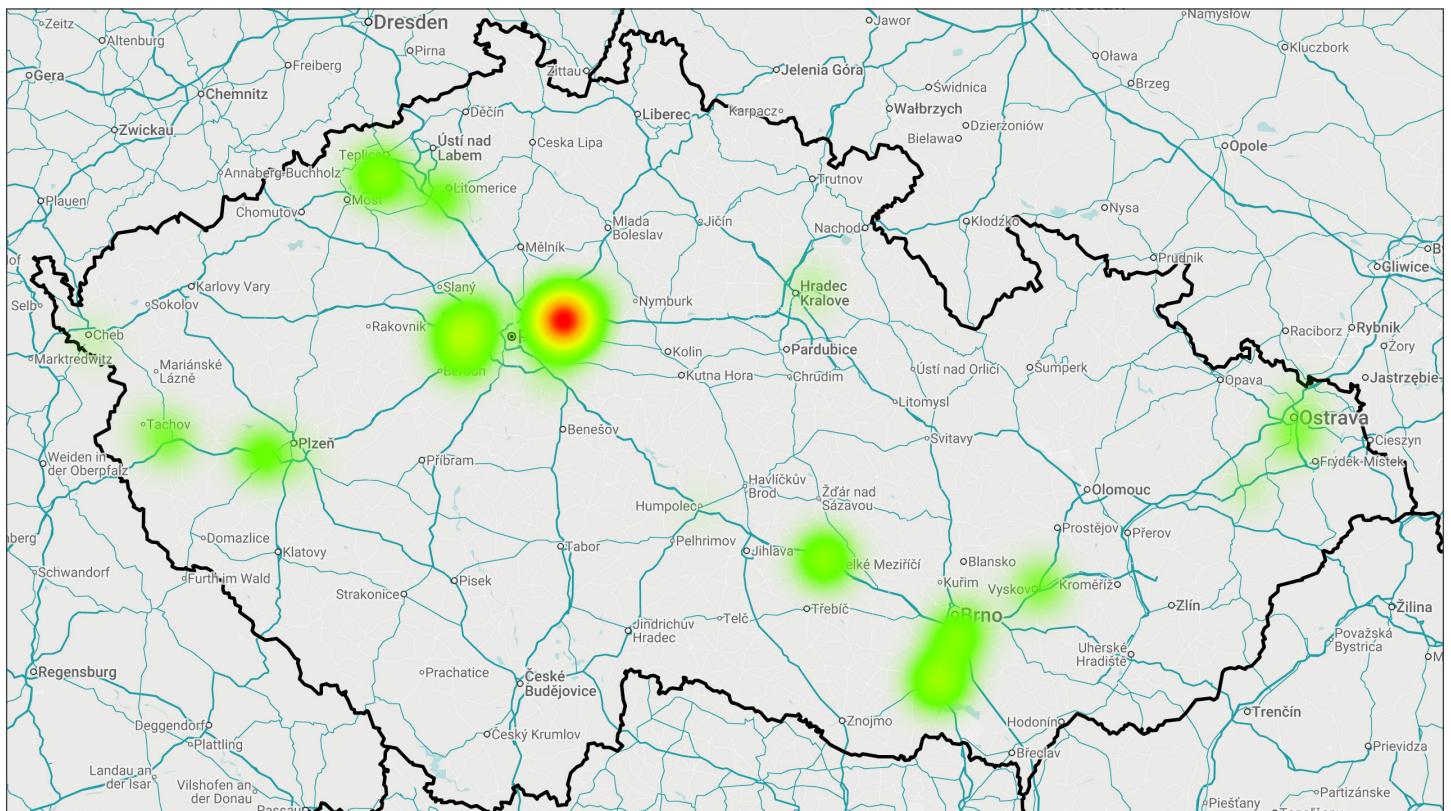 Namysłów
Zeitz
Dresden
Jawor
Altenburg
Pirna
Oława
Kluczbork
Gera
Freiberg
Zittau
Jelenia Góra
Brzeg
Chemnitz
Świdnica
Děčín
Liberec
Karpacz
Wałbrzych
Zwickau
Dzierżoniów
Ústí nad
Labem
Ceska Lipa
Bielawa
Opole
Teplice
Annaberg-Buchholz
Litomerice
Trutnov
Plauen
Most
Nysa
Chomutov
Mlada
Boleslav
Jičín
Nachod
Kłodzko
Mělník
Prudnik
Gliwice
Karlovy Vary
Slaný
Hradec
Kralove
Selb
Sokolov
Nymburk
Rakovnik
Raciborz
Rybnik
Cheb
Zory
Marktredwitz
Mariánské
Lázně
Kolin
Pardubice
Beroun
Kutna Hora
Chrudim
Ústí nad Orlicí
Šumperk
Opava
Jastrzębie
Litomysl
Tachov
Ostrava
Benešov
Svitavy
Plzeň
Cieszyn
Weiden in
der Oberpfalz
Příbram
Frýdek-Místek
Havlíčkův
Brod
Olomouc
Žďár nad
Sázavou
Humpolec
Prostějov
Přerov
Domazlice
Klatovy
Tabor
Pelhrimov
Jihlava
Velké Meziříčí
Blansko
Schwandorf
Furth im Wald
Pisek
Kuřim
Vyskov
Kroměříž
Strakonice
Třebíč
Brno
Zlín
Žilina
Telč
Jindrichuv
Hradec
Považská
Bystrica
Uherské
Hradiště
Regensburg
Prachatice
České
Budějovice
Trenčín
Deggendorf
Znojmo
Hodonín
Český Krumlov
Plattling
Břeclav
Prievidza
Landau an
der Isar
Vilshofen an
der Donau
Partizánske
Piešťany